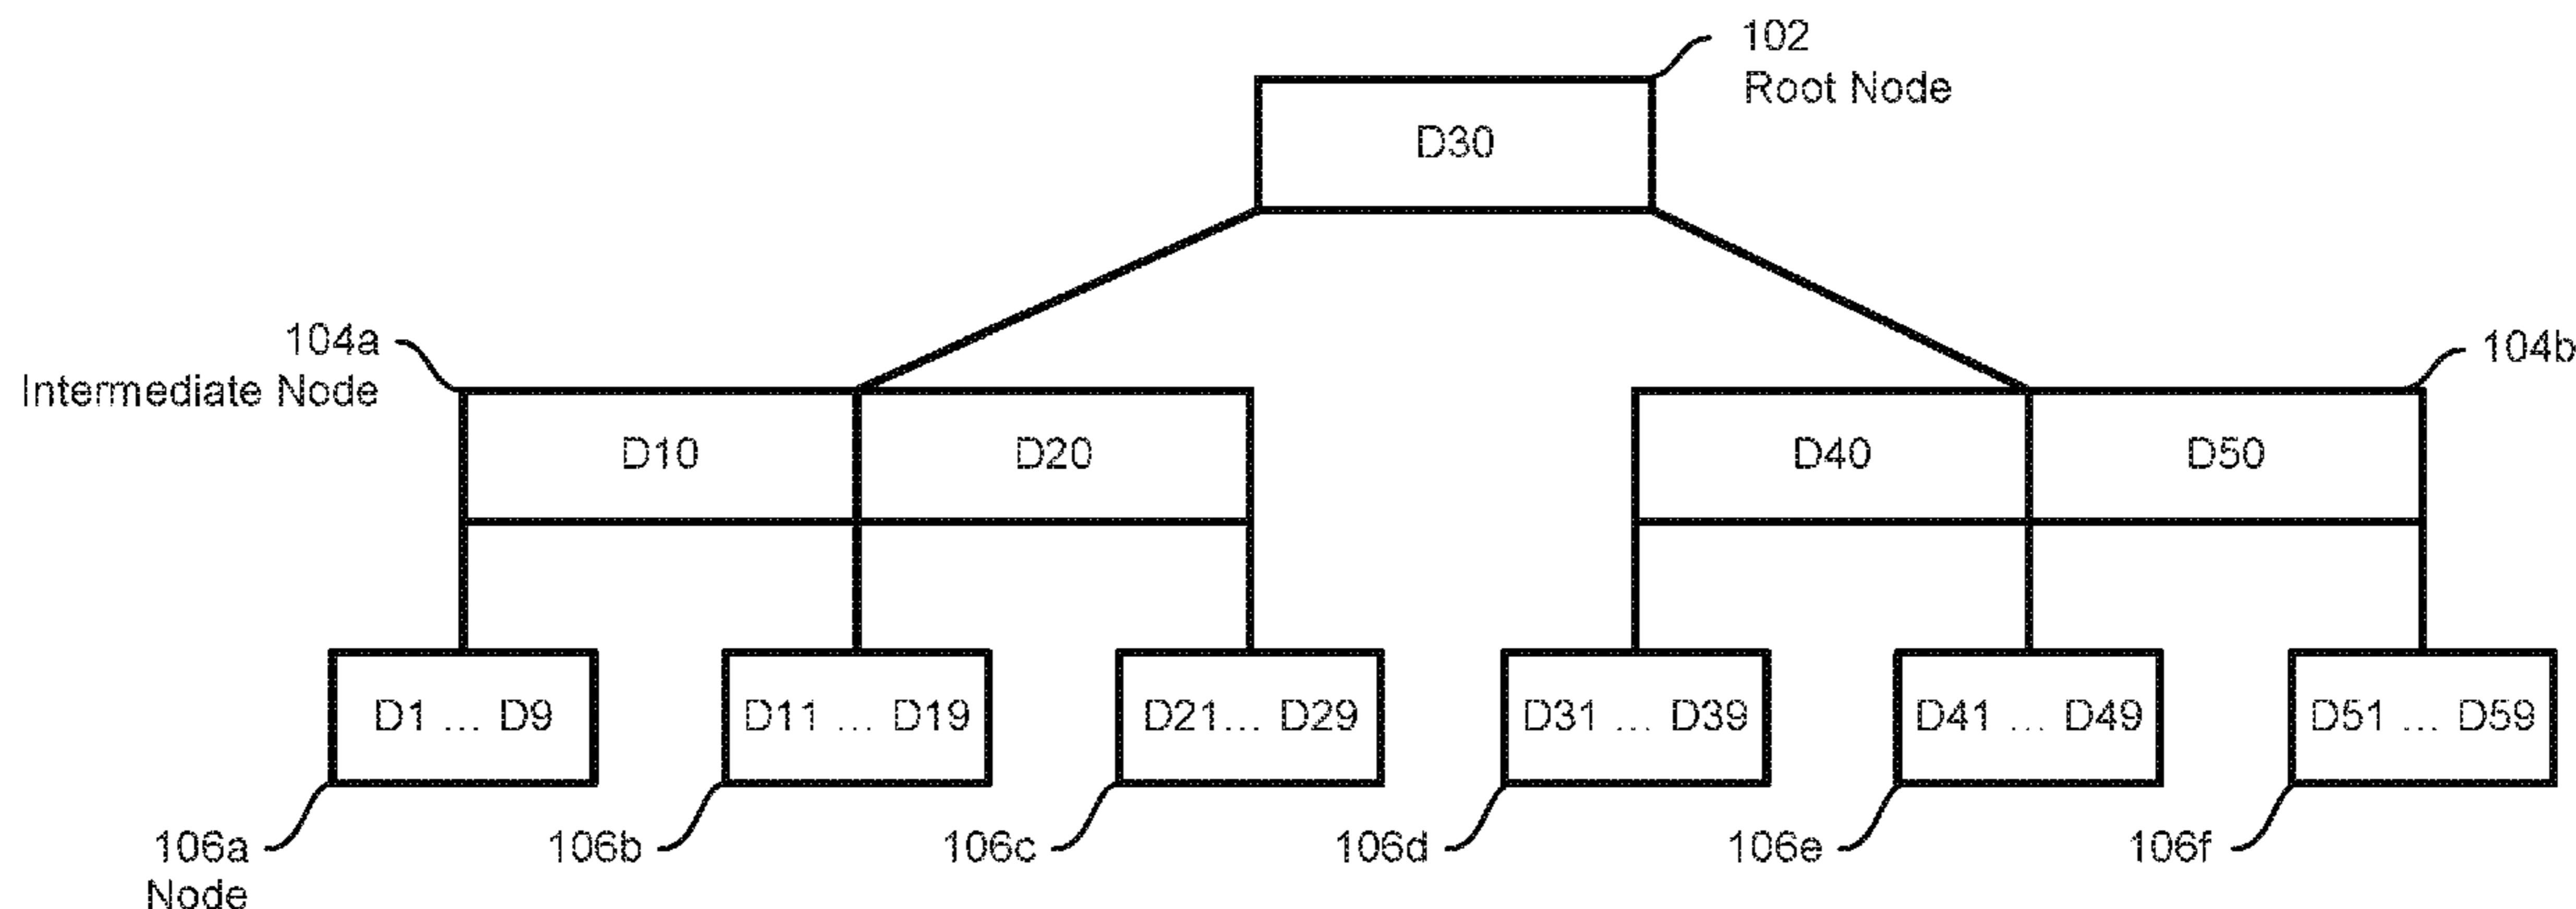 102
Root Node
D30
104a
Intermediate Node
104b
D10
D20
D40
D50
D1 ... D9
D11 ... D19
D21... D29
D31 ... D39
D41 ... D49
D51 ... D59
106a
Node
106b
106c
106d
106e
106f